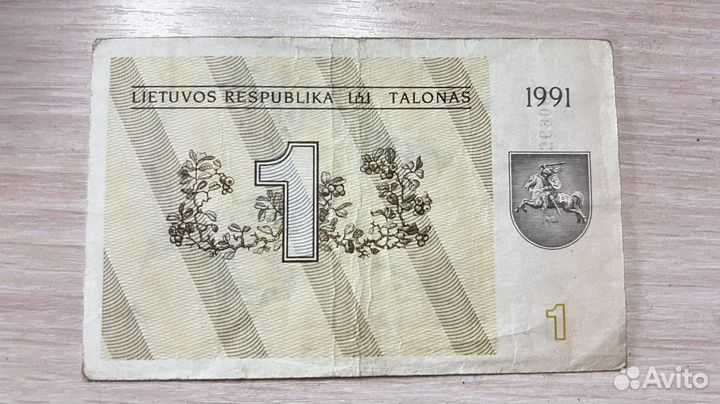 LIETUVOS RESPUBLIKA TALONAS
1991
1
1
Avito